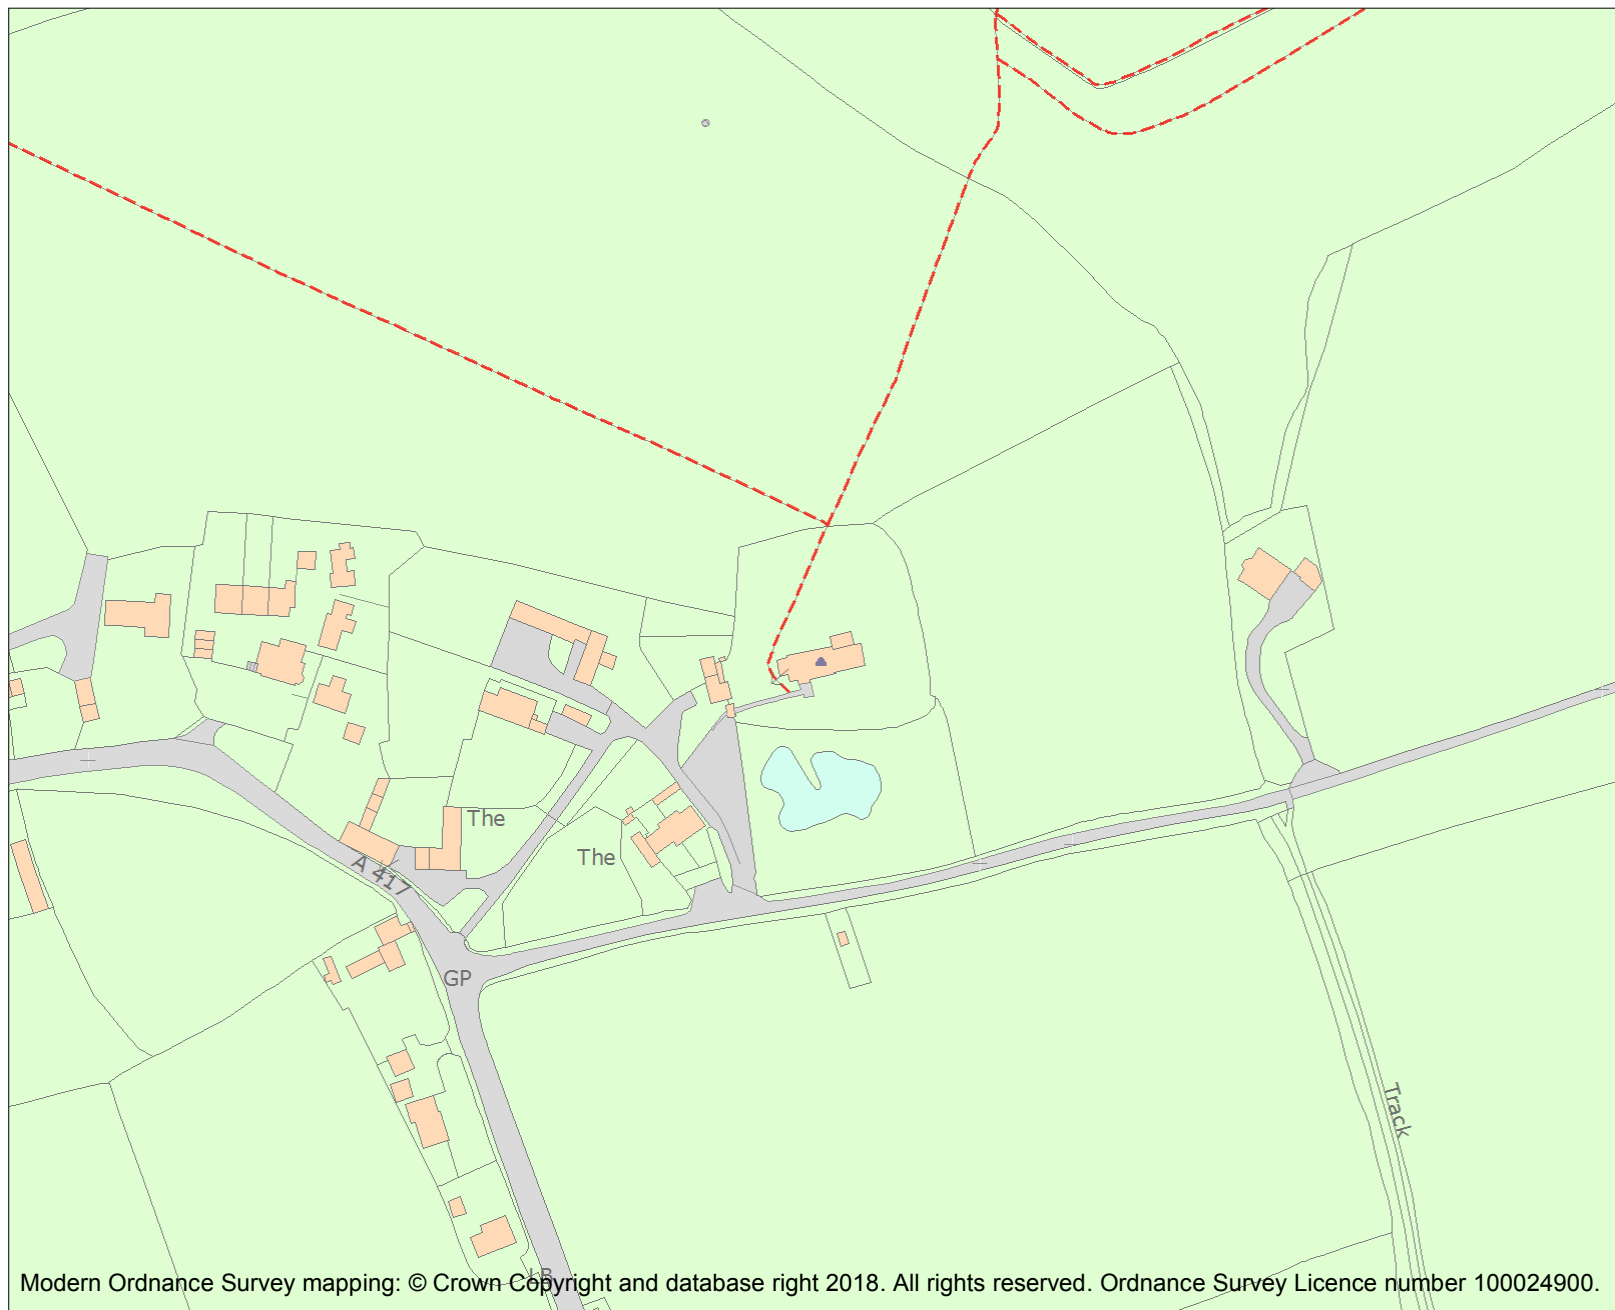 The
The
A 417
GP
Track
LB
Modern Ordnance Survey mapping: © Crown Copyright and database right 2018. All rights reserved. Ordnance Survey Licence number 100024900.